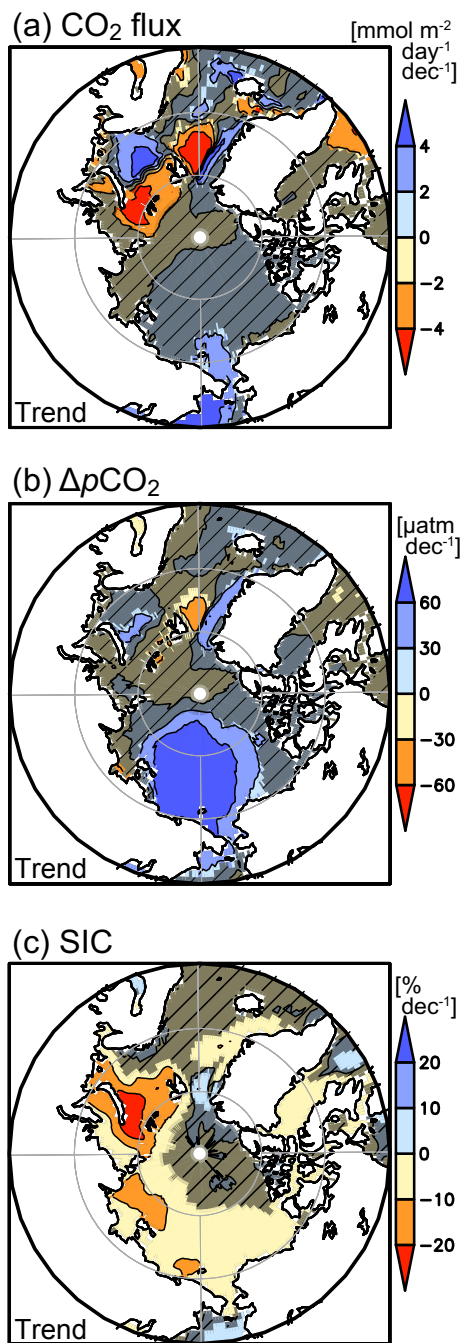 (a) CO₂ flux
[mmol m⁻²
day⁻¹
dec⁻¹]
4
2
0
−2
−4
Trend
(b) ΔpCO₂
[µatm
dec⁻¹]
60
30
0
−30
−60
Trend
(c) SIC
[%
dec⁻¹]
20
10
0
−10
−20
Trend